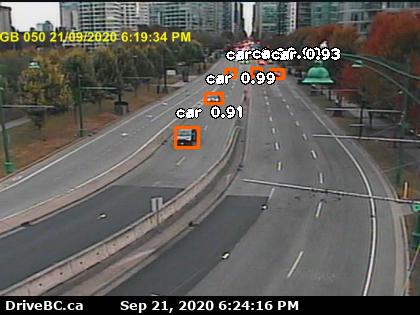 GB 050 21/09/2020 6:19:34 PM
car 0.93
car 0.99
car 0.91
DriveBC.ca Sep 21, 2020 6:24:16 PM